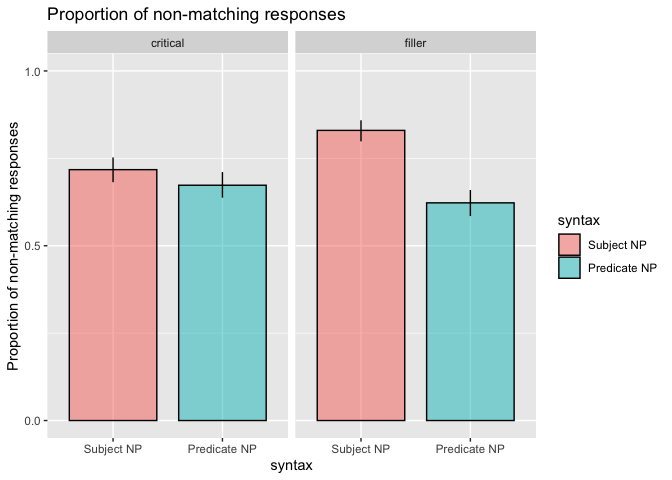 Proportion of non-matching responses
critical
filler
Proportion of non-matching responses
1.0
0.5
0.0
Subject NP
Predicate NP
Subject NP
Predicate NP
syntax
syntax
Subject NP
Predicate NP